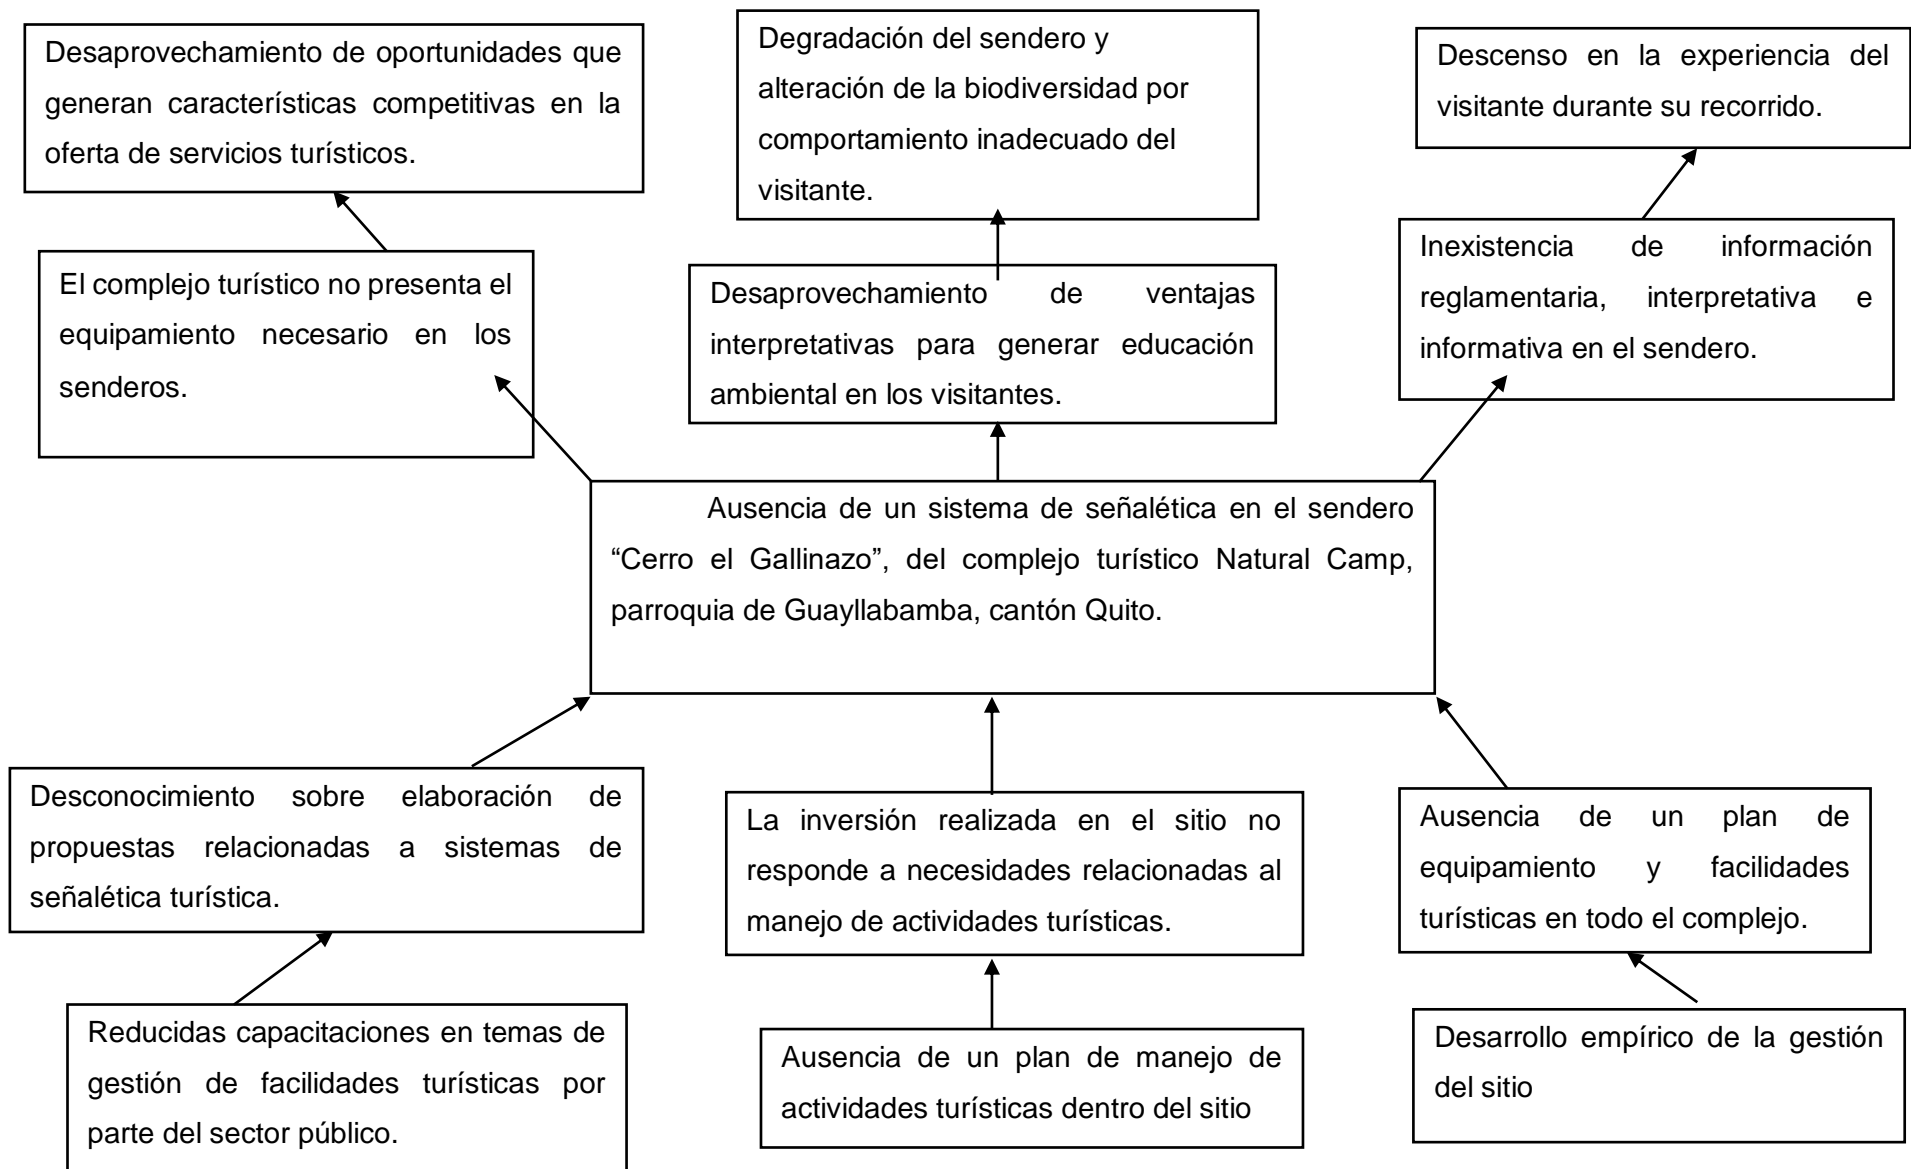 Desaprovechamiento de oportunidades que
generan características competitivas en la
oferta de servicios turísticos.
Degradación del sendero y
alteración de la biodiversidad por
comportamiento inadecuado del
visitante.
Descenso en la experiencia del
visitante durante su recorrido.
El complejo turístico no presenta el
equipamiento necesario en los
senderos.
Desaprovechamiento de ventajas
interpretativas para generar educación
ambiental en los visitantes.
Inexistencia de información
reglamentaria, interpretativa e
informativa en el sendero.
Ausencia de un sistema de señalética en el sendero
“Cerro el Gallinazo”, del complejo turístico Natural Camp,
parroquia de Guayllabamba, cantón Quito.
Desconocimiento sobre elaboración de
propuestas relacionadas a sistemas de
señalética turística.
La inversión realizada en el sitio no
responde a necesidades relacionadas al
manejo de actividades turísticas.
Ausencia de un plan de
equipamiento y facilidades
turísticas en todo el complejo.
Reducidas capacitaciones en temas de
gestión de facilidades turísticas por
parte del sector público.
Ausencia de un plan de manejo de
actividades turísticas dentro del sitio
Desarrollo empírico de la gestión
del sitio